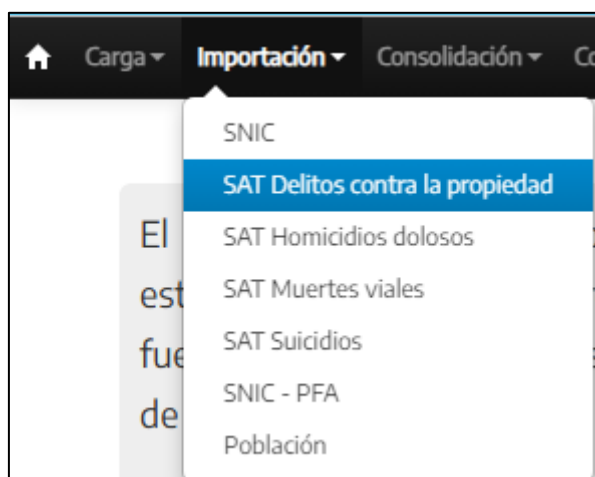 Carga Importación Consolidación
SNIC
SAT Delitos contra la propiedad
El
SAT Homicidios dolosos
SAT Muertes viales
est
SAT Suicidios
fue
SNIC - PFA
de
Población